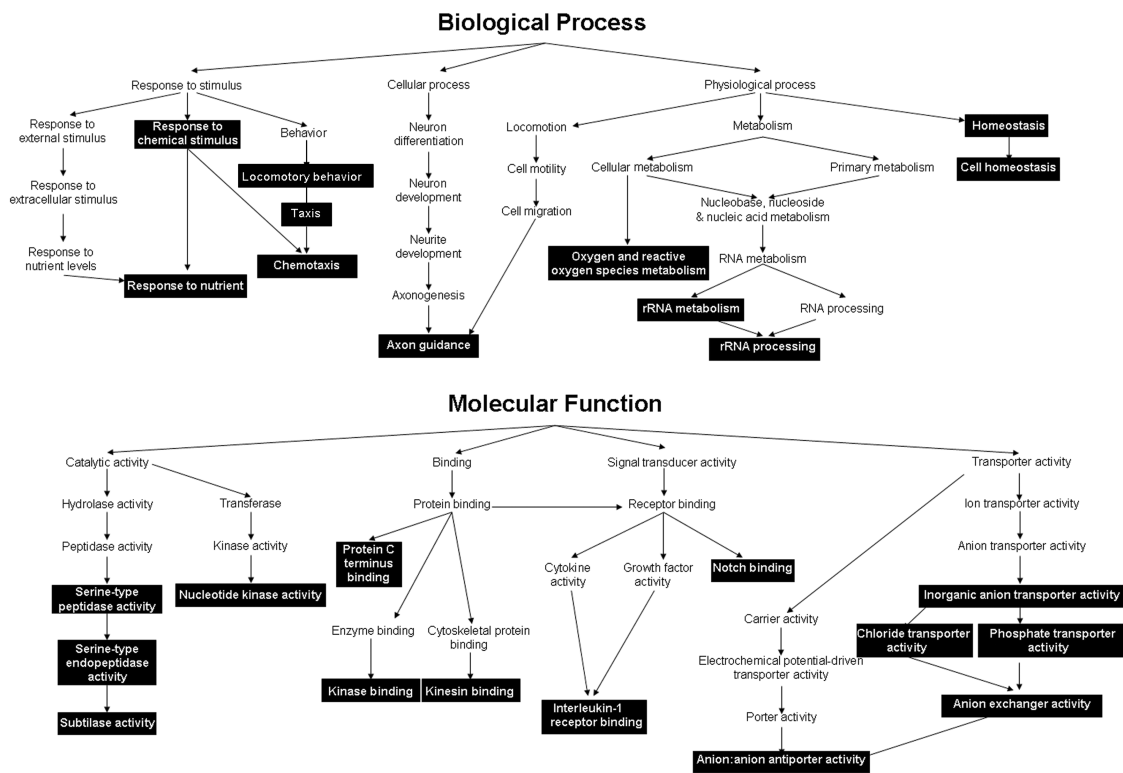 Biological Process
Response to stimulus
Cellular process
Physiological process
Response to
external stimulus
Response to
chemical stimulus
Behavior
Neuron
differentiation
Locomotion
Metabolism
Homeostasis
Locomotory behavior
Cell motility
Cellular metabolism
Primary metabolism
Cell homeostasis
Response to
extracellular stimulus
Neuron
development
Taxis
Cell migration
Nucleobase, nucleoside
& nucleic acid metabolism
Response to
nutrient levels
Neurite
development
Chemotaxis
Oxygen and reactive
oxygen species metabolism
RNA metabolism
Response to nutrient
Axonogenesis
rRNA metabolism
RNA processing
Axon guidance
rRNA processing
Molecular Function
Catalytic activity
Binding
Signal transducer activity
Transporter activity
Hydrolase activity
Transferase
Protein binding
Receptor binding
Ion transporter activity
Peptidase activity
Kinase activity
Protein C
terminus
binding
Cytokine
activity
Growth factor
activity
Notch binding
Anion transporter activity
Serine-type
peptidase activity
Nucleotide kinase activity
Inorganic anion transporter activity
Enzyme binding
Cytoskeletal protein
binding
Carrier activity
Chloride transporter
activity
Phosphate transporter
activity
Serine-type
endopeptidase
activity
Electrochemical potential-driven
transporter activity
Kinase binding
Kinesin binding
Interleukin-1
receptor binding
Anion exchanger activity
Subtilase activity
Porter activity
Anion:anion antiporter activity